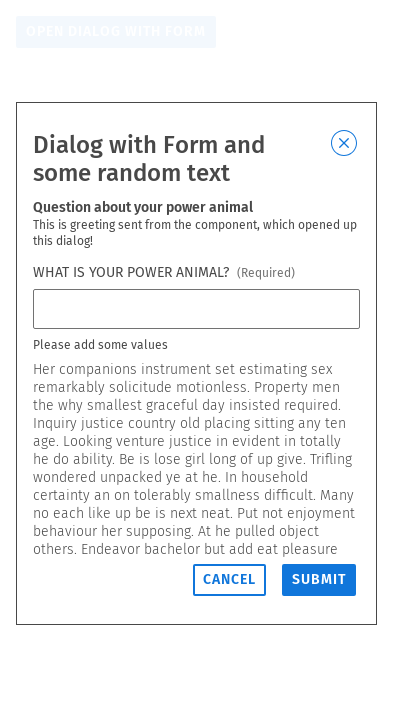 OPEN DIALOG WITH FORM
Dialog with Form and
some random text
Question about your power animal
This is greeting sent from the component, which opened up
this dialog!
WHAT IS YOUR POWER ANIMAL? (Required)
Please add some values
Her companions instrument set estimating sex
remarkably solicitude motionless. Property men
the why smallest graceful day insisted required.
Inquiry justice country old placing sitting any ten
age. Looking venture justice in evident in totally
he do ability. Be is lose girl long of up give. Trifling
wondered unpacked ye at he. In household
certainty an on tolerably smallness difficult. Many
no each like up be is next neat. Put not enjoyment
behaviour her supposing. At he pulled object
others. Endeavor bachelor but add eat pleasure
CANCEL SUBMIT